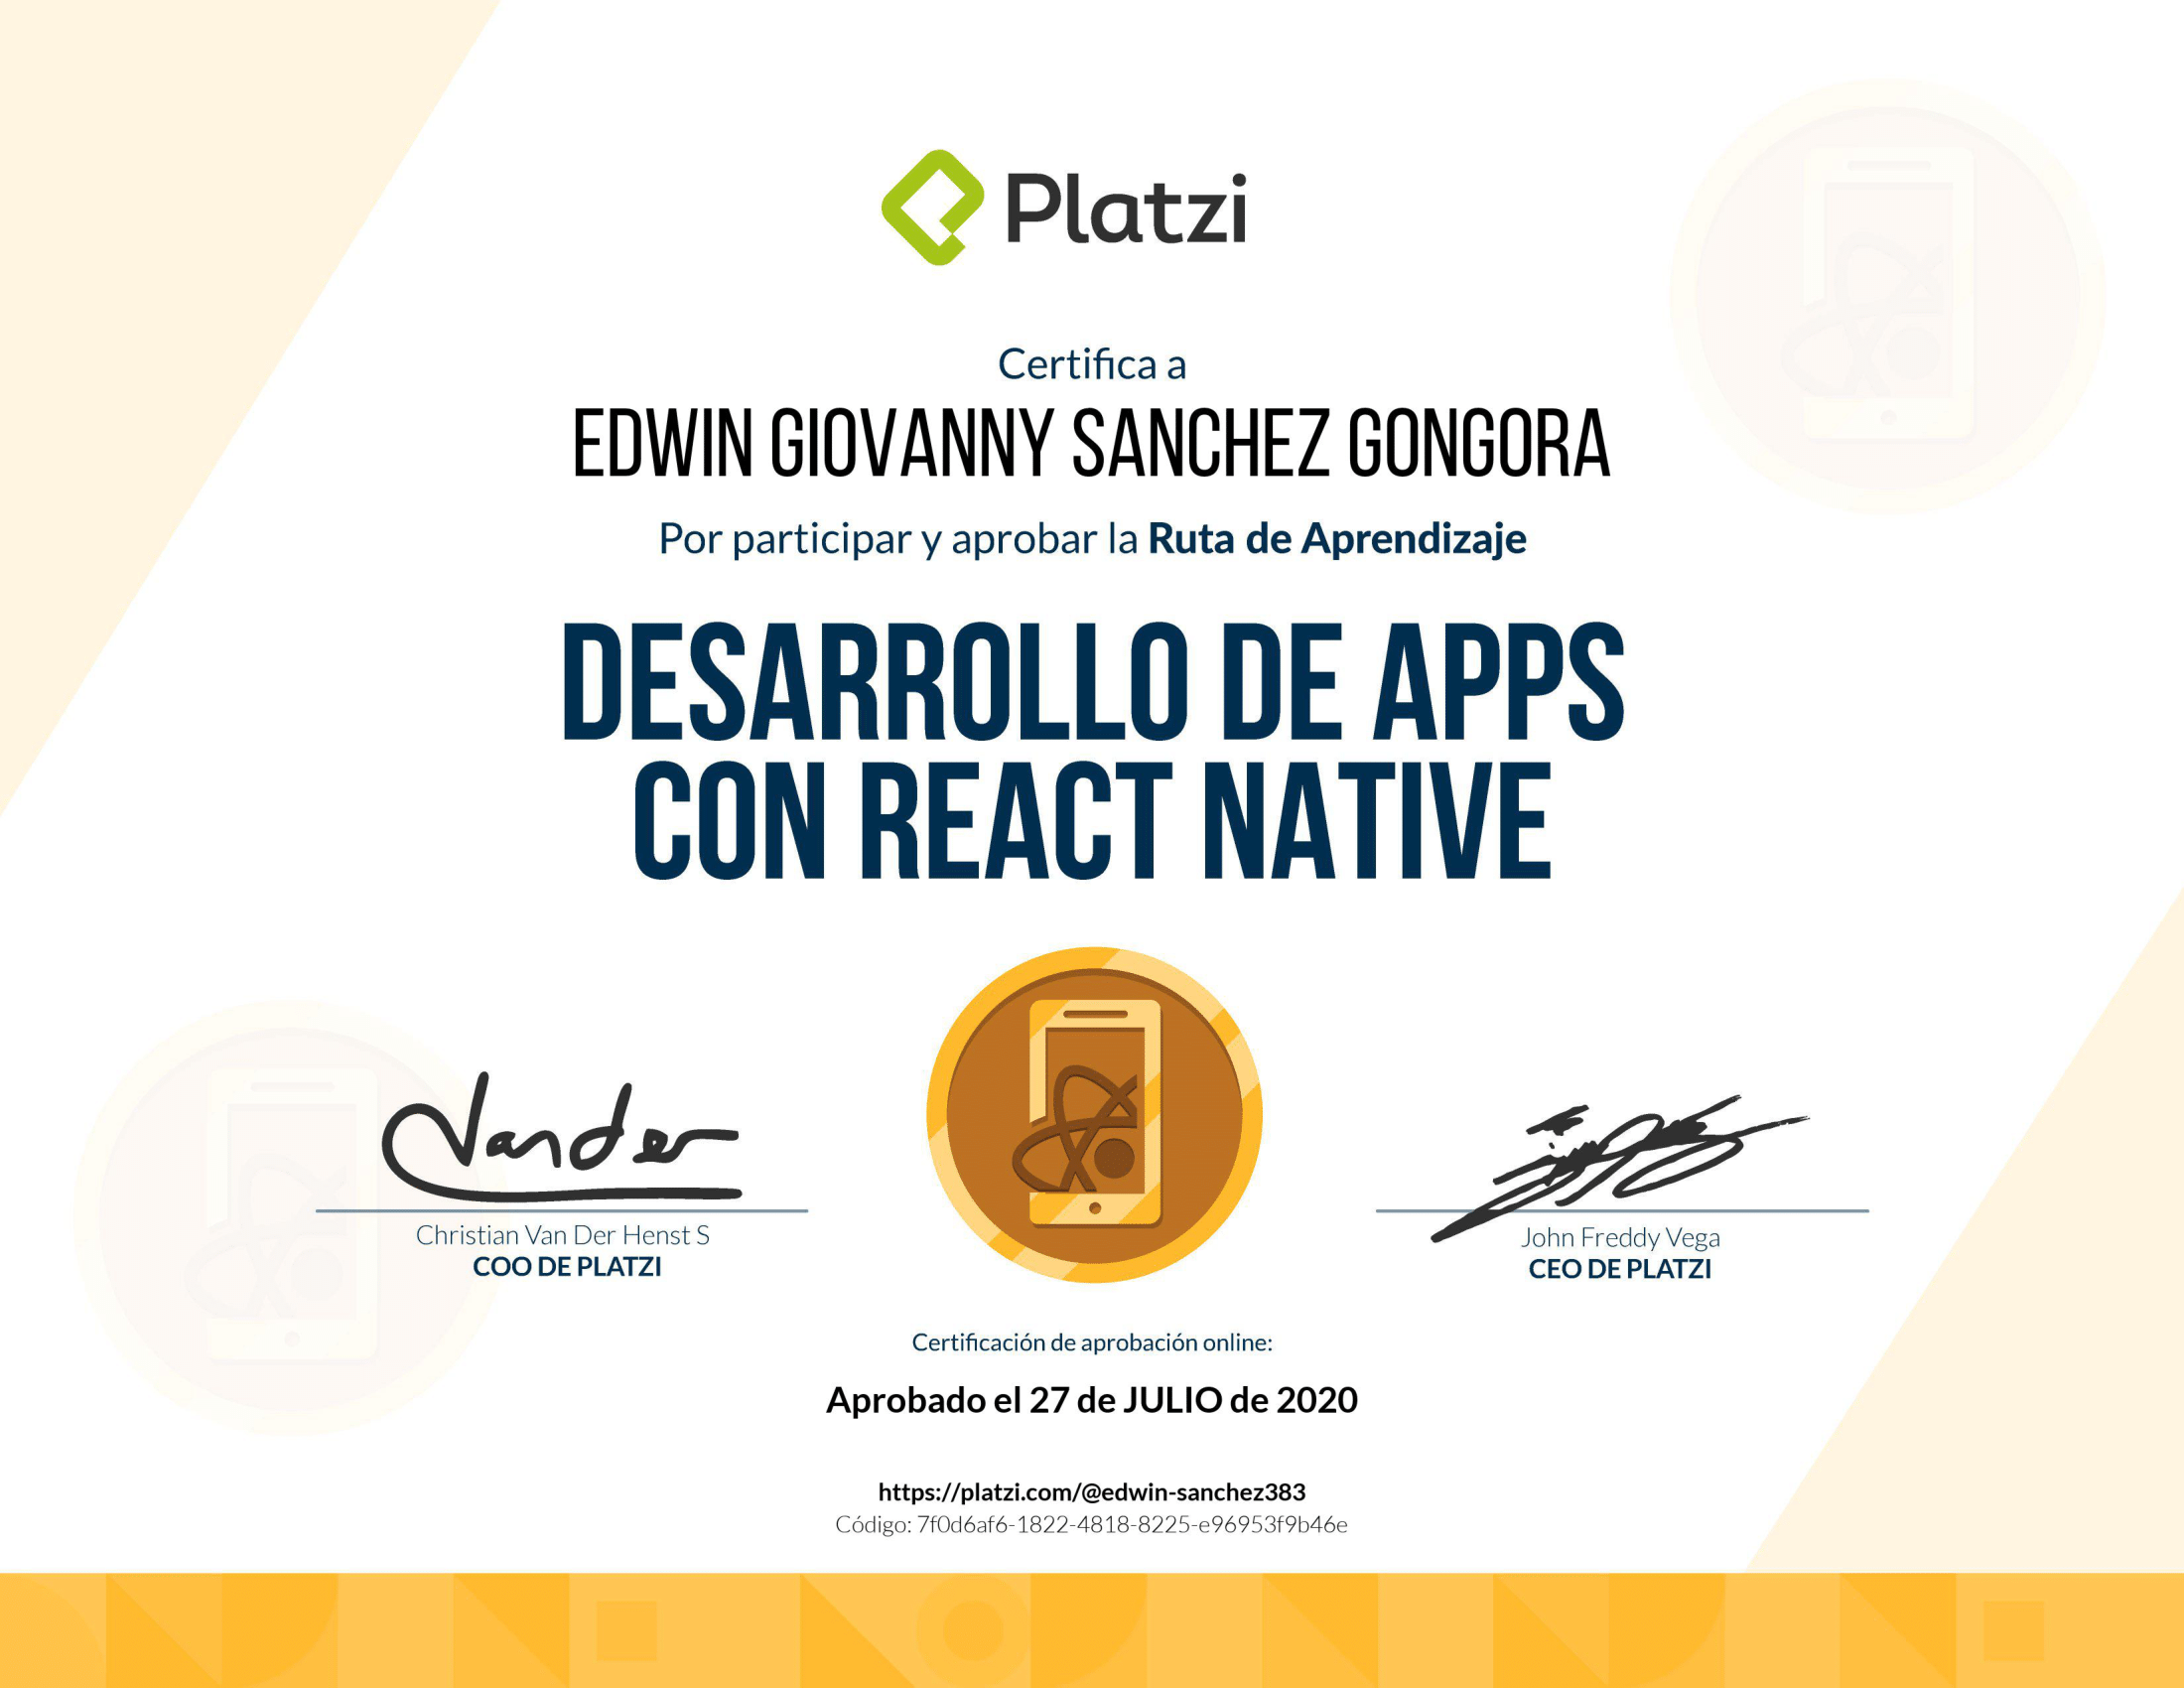 Platzi
Certifica a
EDWIN GIOVANNY SANCHEZ GONGORA
Por participar y aprobar la Ruta de Aprendizaje
DESARROLLO DE APPS
CON REACT NATIVE
Vander
Christian Van Der Henst S
COO DE PLATZI
John Freddy Vega
CEO DE PLATZI
Certificación de aprobación online:
Aprobado el 27 de JULIO de 2020
https://platzi.com/@edwin-sanchez383
Código: 7f0d6af6-1822-4818-8225-e96953f9b46e